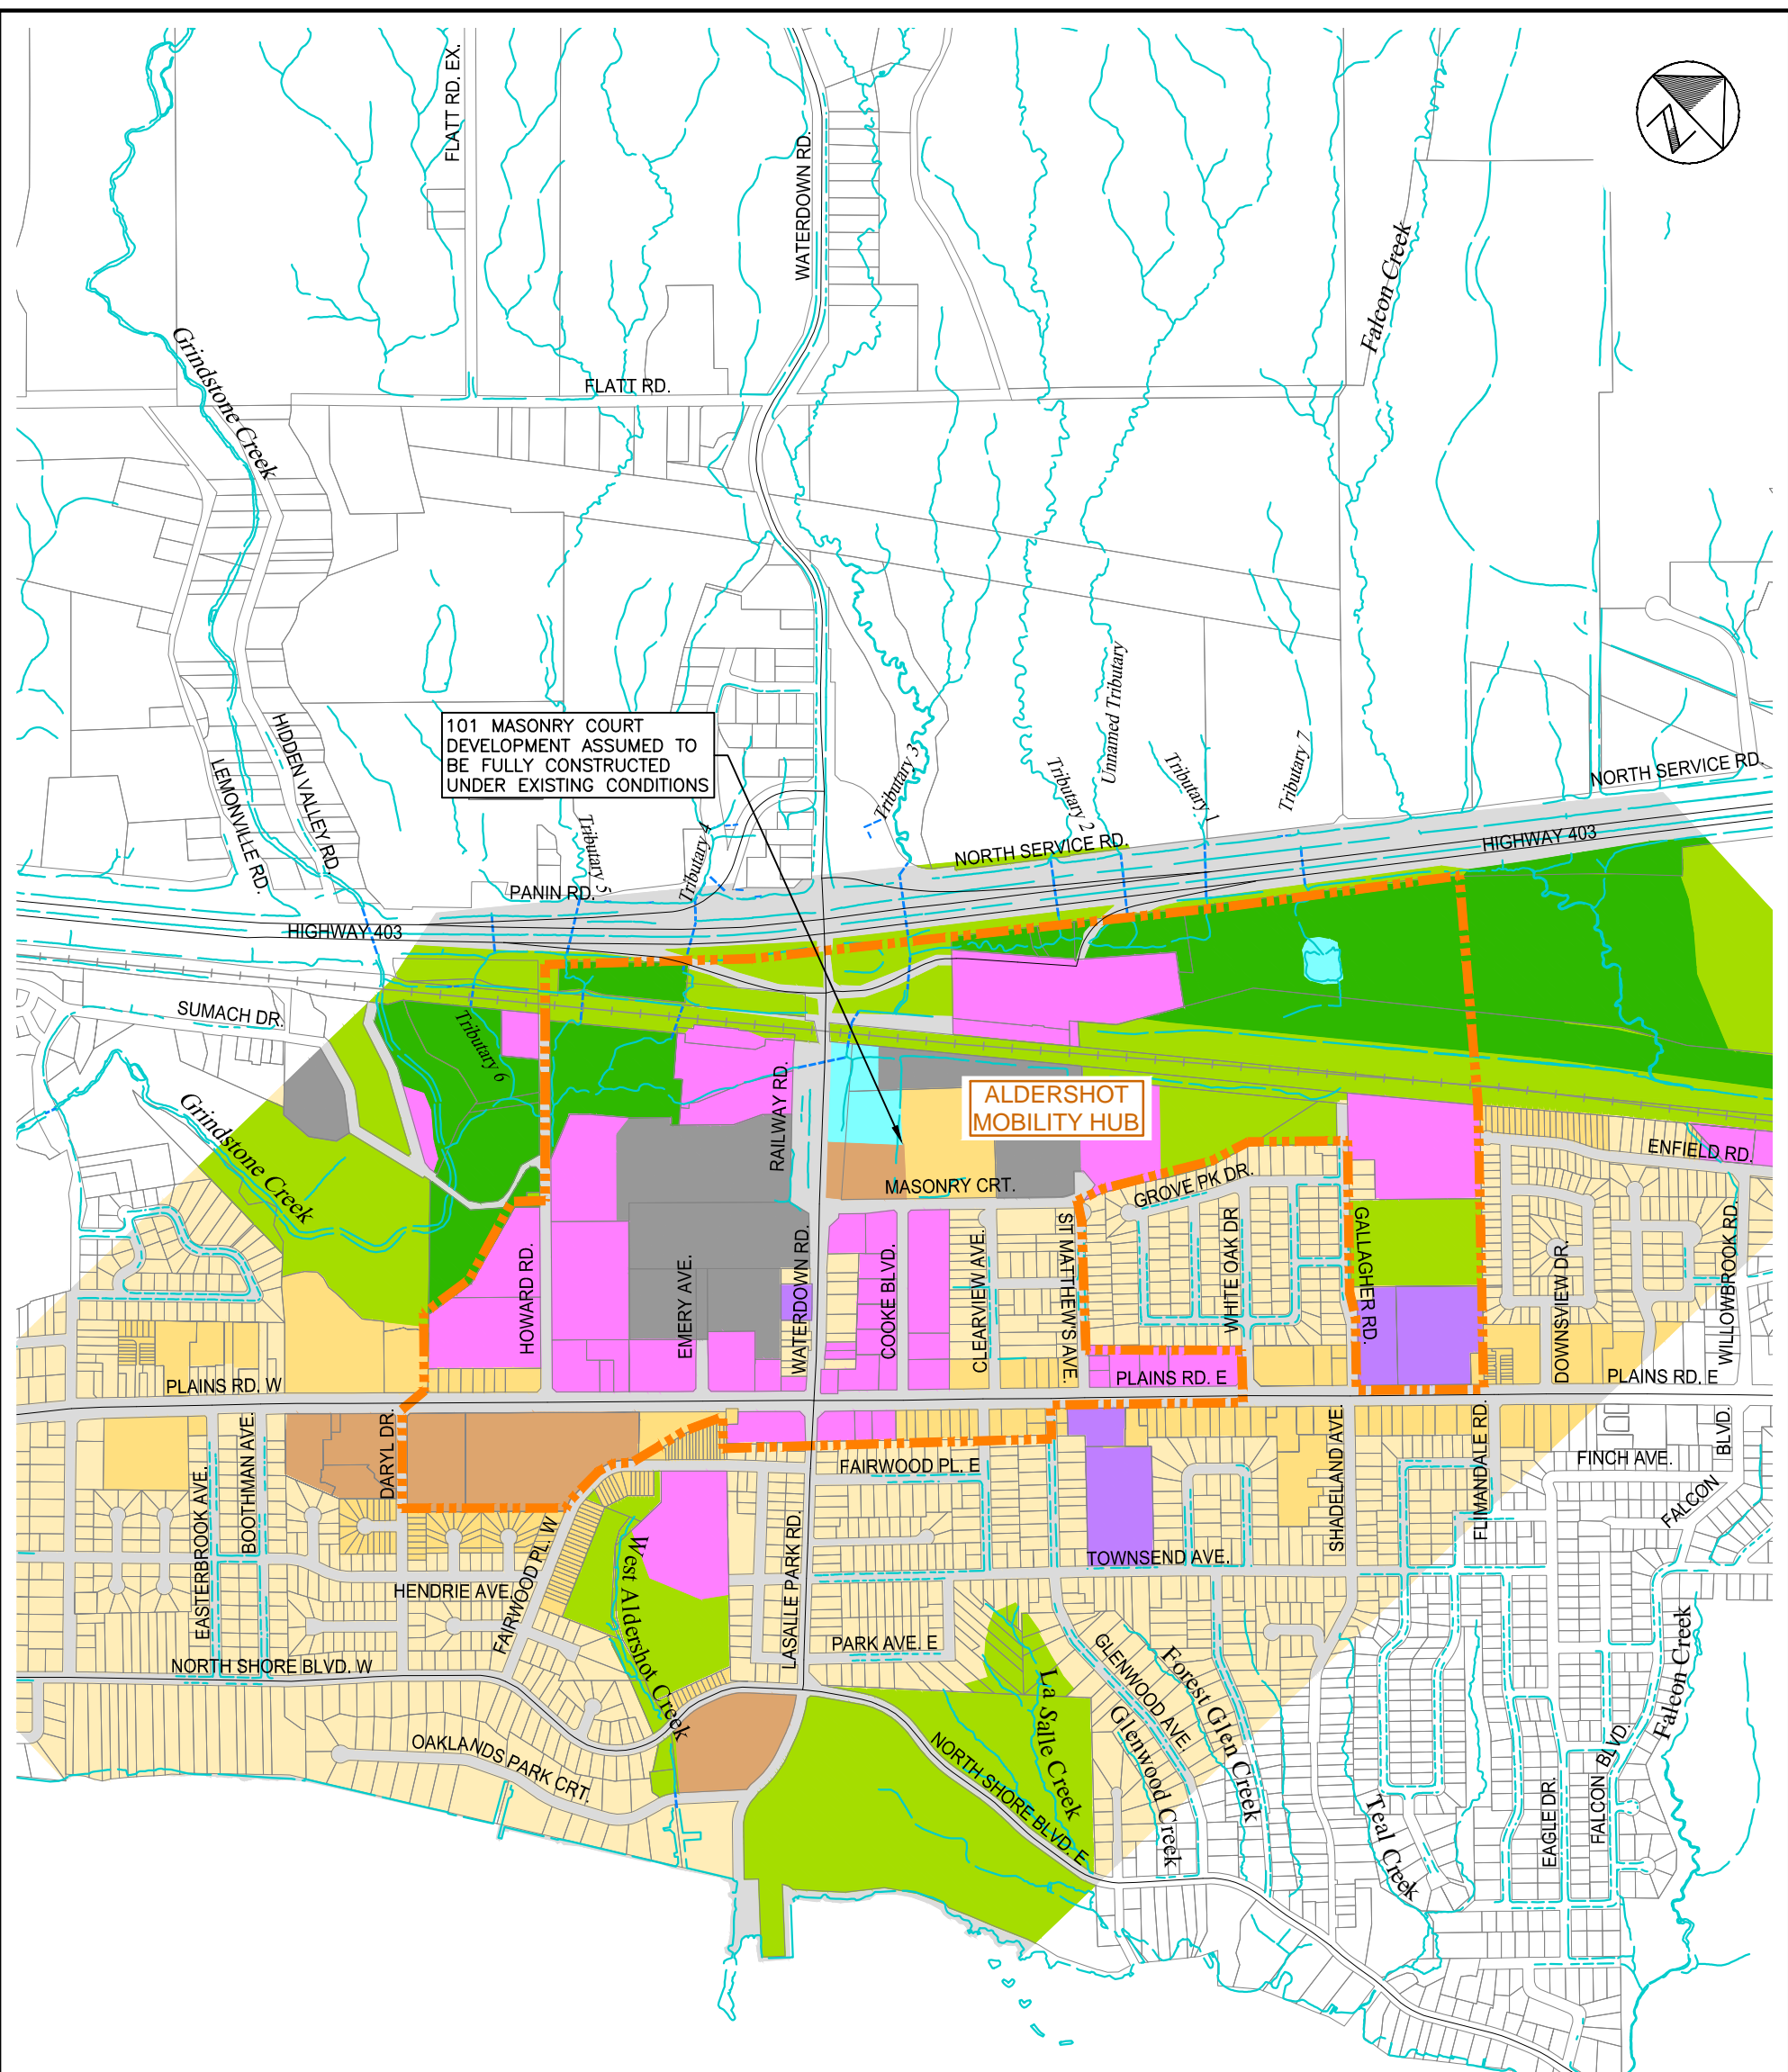 FLATT RD. EX.
WATERDOWN RD.
Falcon Creek
Grindstone Creek
FLATT RD.
101 MASONRY COURT
DEVELOPMENT ASSUMED TO
BE FULLY CONSTRUCTED
UNDER EXISTING CONDITIONS
HIDDEN VALLEY RD.
LEMONVILLE RD.
Tributary 5
Tributary 4
Tributary 3
Tributary 2
Unnamed Tributary
Tributary 1
Tributary 7
NORTH SERVICE RD.
NORTH SERVICE RD.
HIGHWAY 403
PANIN RD.
HIGHWAY 403
SUMACH DR.
Tributary 6
RAILWAY RD.
ALDERSHOT
MOBILITY HUB
Grindstone Creek
MASONRY CRT.
GROVE PK DR.
ENFIELD RD.
HOWARD RD.
EMERY AVE.
WATERDOWN RD.
COOKE BLVD.
CLEARVIEW AVE.
ST MATTHEWS AVE.
WHITE OAK DR
GALLAGHER RD.
DOWNSVIEW DR.
WILLOWBROOK RD.
PLAINS RD. W
PLAINS RD. E
PLAINS RD. E
EASTERBROOK AVE.
BOOTHMAN AVE.
DARYL DR.
FAIRWOOD PL. E
SHADELAND AVE.
FLIMANDALE RD.
FINCH AVE.
BLVD.
FALCON
HENDRIE AVE.
FAIRWOOD PL. W
West Aldershot Creek
LASALLE PARK RD.
TOWNSEND AVE.
PARK AVE. E
NORTH SHORE BLVD. W
OAKLANDS PARK CRT.
NORTH SHORE BLVD. E
La Salle Creek
GLENWOOD AVE.
Glenwood Creek
Forest Glen Creek
Teal Creek
EAGLE DR.
FALCON BLVD.
Falcon Creek